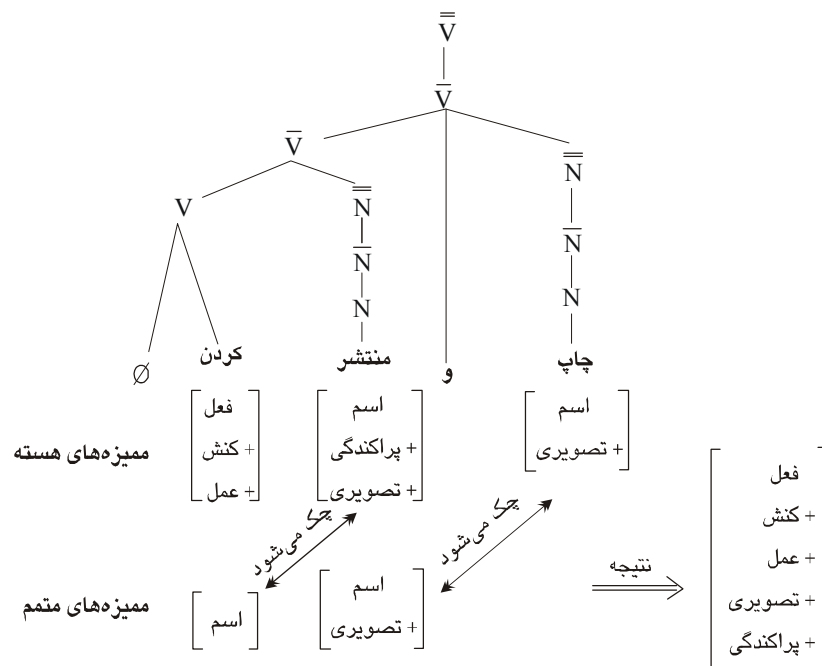 V̿
V̄
V̄
N̿
V
N̿
N̄
N̄
N
N
چاپ
و
منتشر
کردن
∅
ممیزه‌های هسته
اسم
+ تصویری
اسم
+ پراکندگی
+ تصویری
فعل
+ کنش
+ عمل
چک می‌شود
چک می‌شود
ممیزه‌های متمم
اسم
+ تصویری
اسم
نتیجه
فعل
+ کنش
+ عمل
+ تصویری
+ پراکندگی